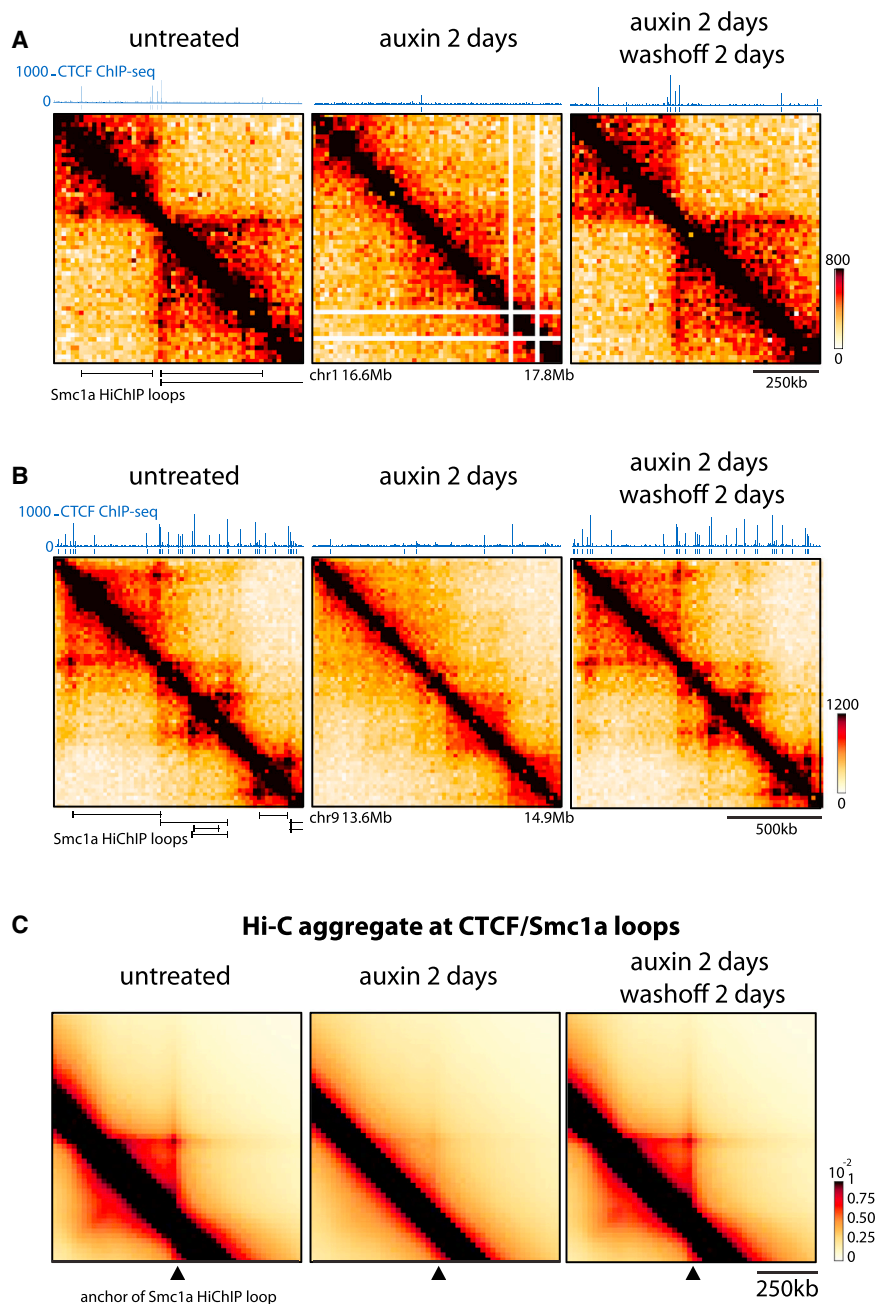 A
untreated
auxin 2 days
auxin 2 days
washoff 2 days
1000
CTCF ChIP-seq
0
800
0
chr1 16.6Mb
17.8Mb
250kb
Smc1a HiChIP loops
B
untreated
auxin 2 days
auxin 2 days
washoff 2 days
1000
CTCF ChIP-seq
0
1200
0
chr9 13.6Mb
14.9Mb
500kb
Smc1a HiChIP loops
C
Hi-C aggregate at CTCF/Smc1a loops
untreated
auxin 2 days
auxin 2 days
washoff 2 days
10-2
1
0.75
0.50
0.25
0
250kb
anchor of Smc1a HiChIP loop